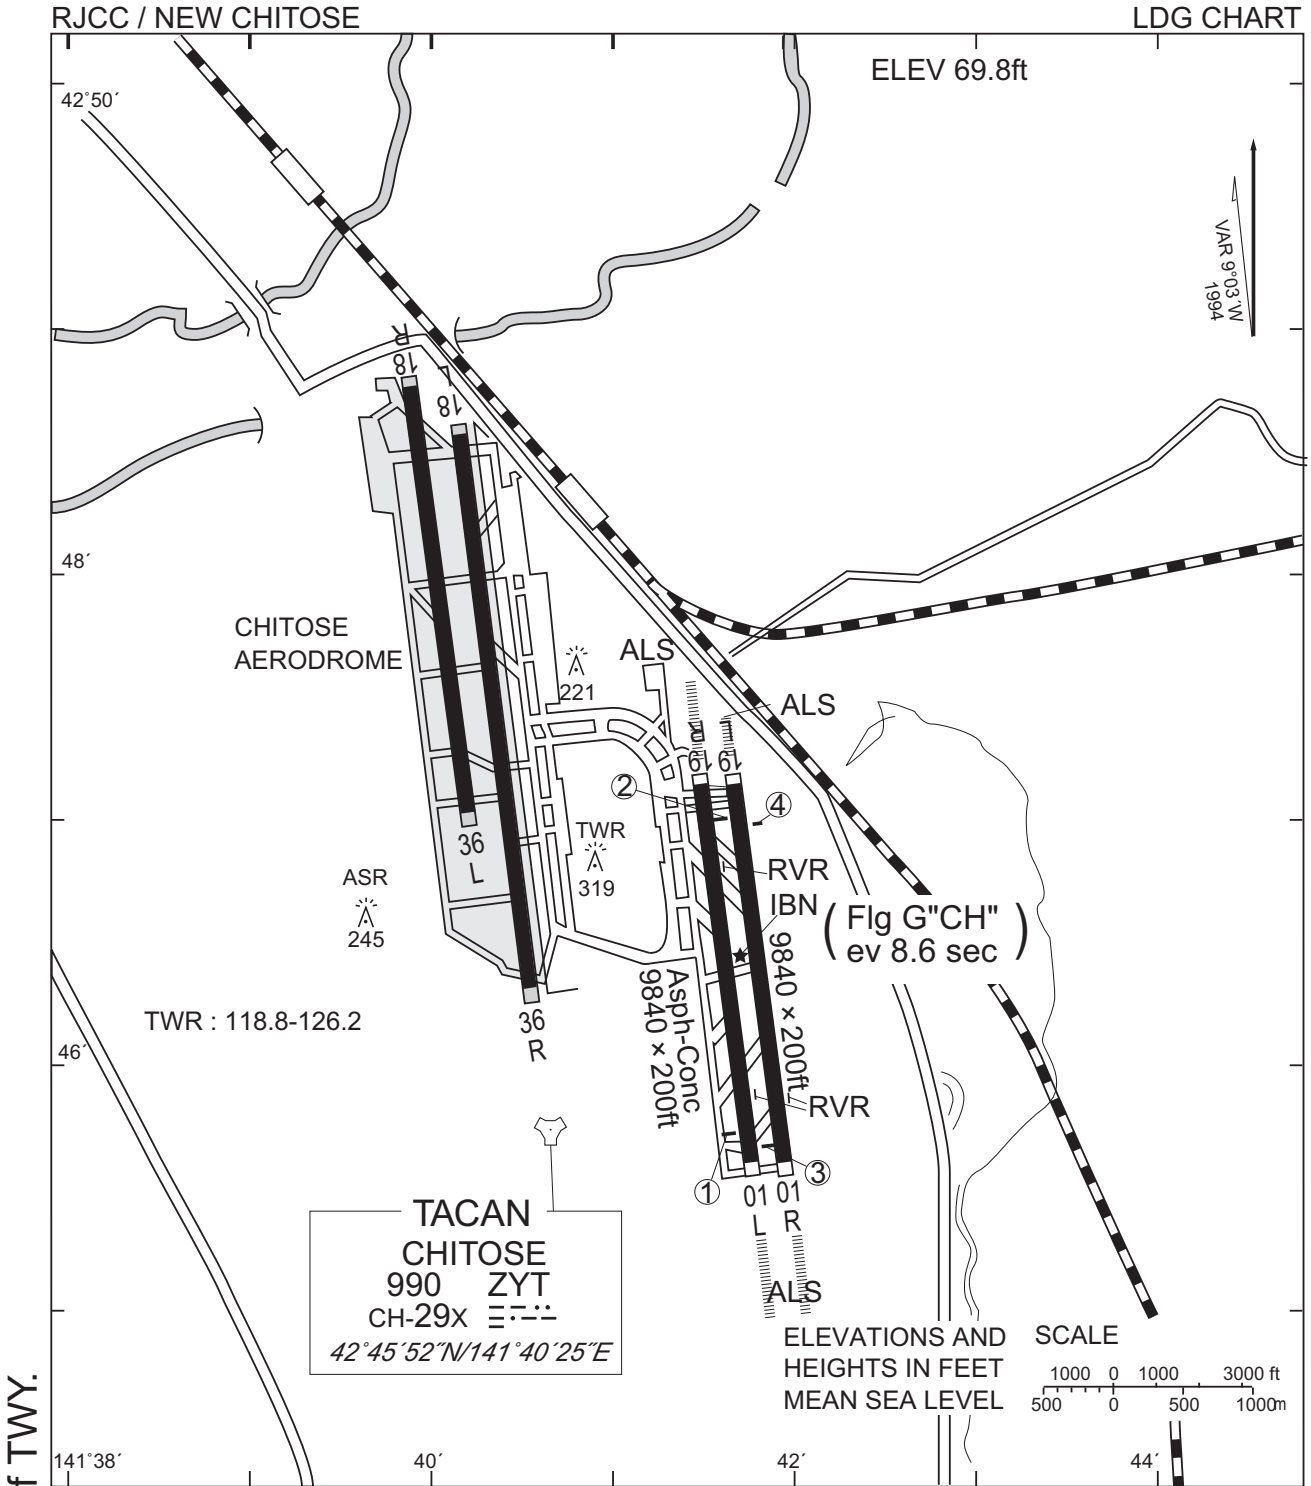 RJCC / NEW CHITOSE
LDG CHART
ELEV 69.8ft
42°50´
VAR 9°03´W
1994
18
R
18
L
48´
CHITOSE
AERODROME
221
ALS
ALS
19
R
19
L
②
④
36
L
TWR
319
RVR
IBN
ASR
245
(Flg G"CH"
ev 8.6 sec)
9840 × 200ft
Asph-Conc
9840 × 200ft
TWR : 118.8-126.2
36
R
46´
RVR
①
③
01
L
01
R
TACAN
CHITOSE
990 ZYT
CH-29X
42°45´52˝N/141°40´25˝E
ALS
ELEVATIONS AND
HEIGHTS IN FEET
MEAN SEA LEVEL
SCALE
1000 0 1000 3000 ft
500 0 500 1000m
f TWY.
141°38´
40´
42´
44´